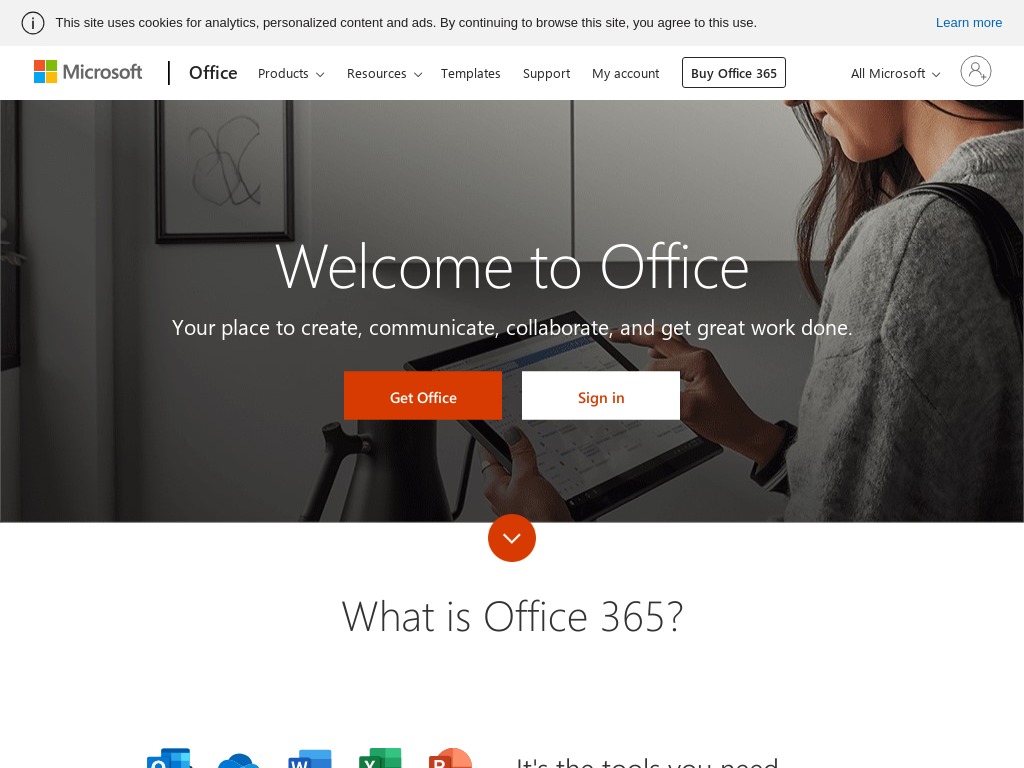 This site uses cookies for analytics, personalized content and ads. By continuing to browse this site, you agree to this use.
Learn more
Microsoft
Office
Products
Resources
Templates
Support
My account
Buy Office 365
All Microsoft
Welcome to Office
Your place to create, communicate, collaborate, and get great work done.
Get Office
Sign in
What is Office 365?
It's the tools you need